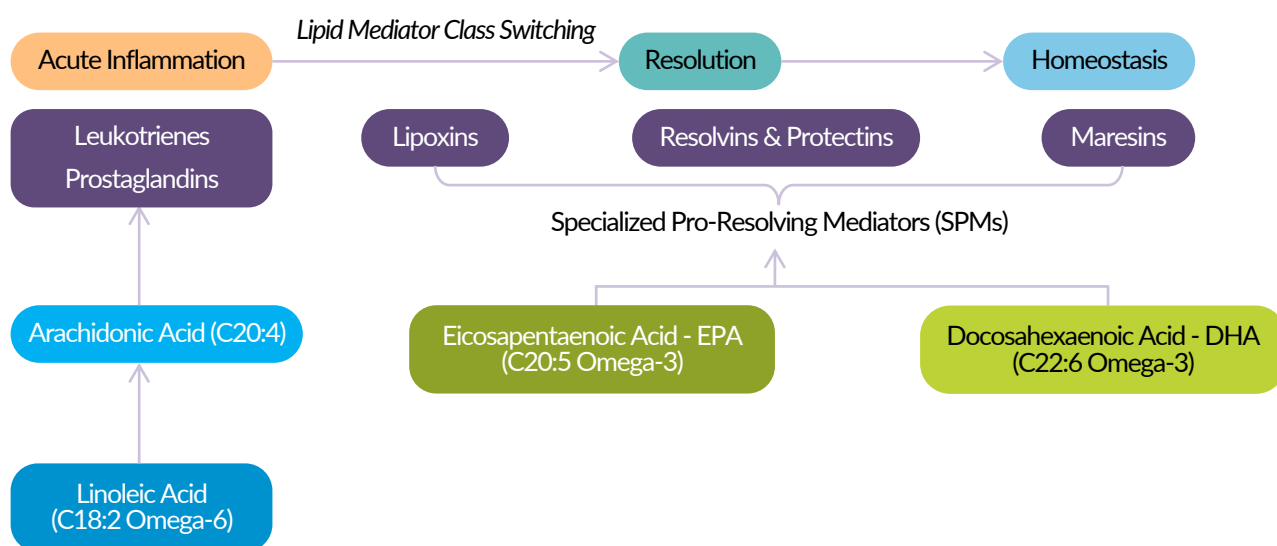 Lipid Mediator Class Switching
Acute Inflammation
Resolution
Homeostasis
Leukotrienes
Prostaglandins
Lipoxins
Resolvins & Protectins
Maresins
Specialized Pro-Resolving Mediators (SPMs)
Arachidonic Acid (C20:4)
Eicosapentaenoic Acid - EPA
(C20:5 Omega-3)
Docosahexaenoic Acid - DHA
(C22:6 Omega-3)
Linoleic Acid
(C18:2 Omega-6)